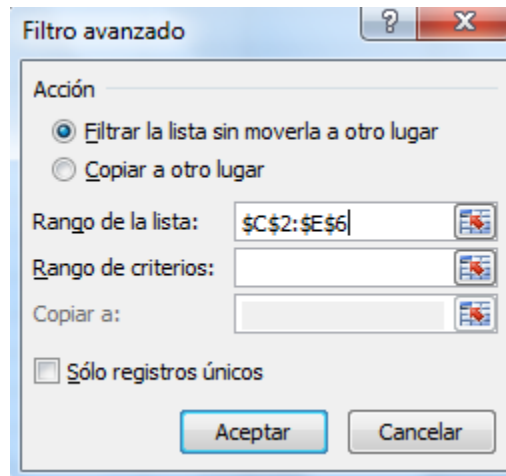 Filtro avanzado
Acción
Filtrar la lista sin moverla a otro lugar
Copiar a otro lugar
Rango de la lista: $C$2:$E$6
Rango de criterios:
Copiar a:
Sólo registros únicos
Aceptar Cancelar